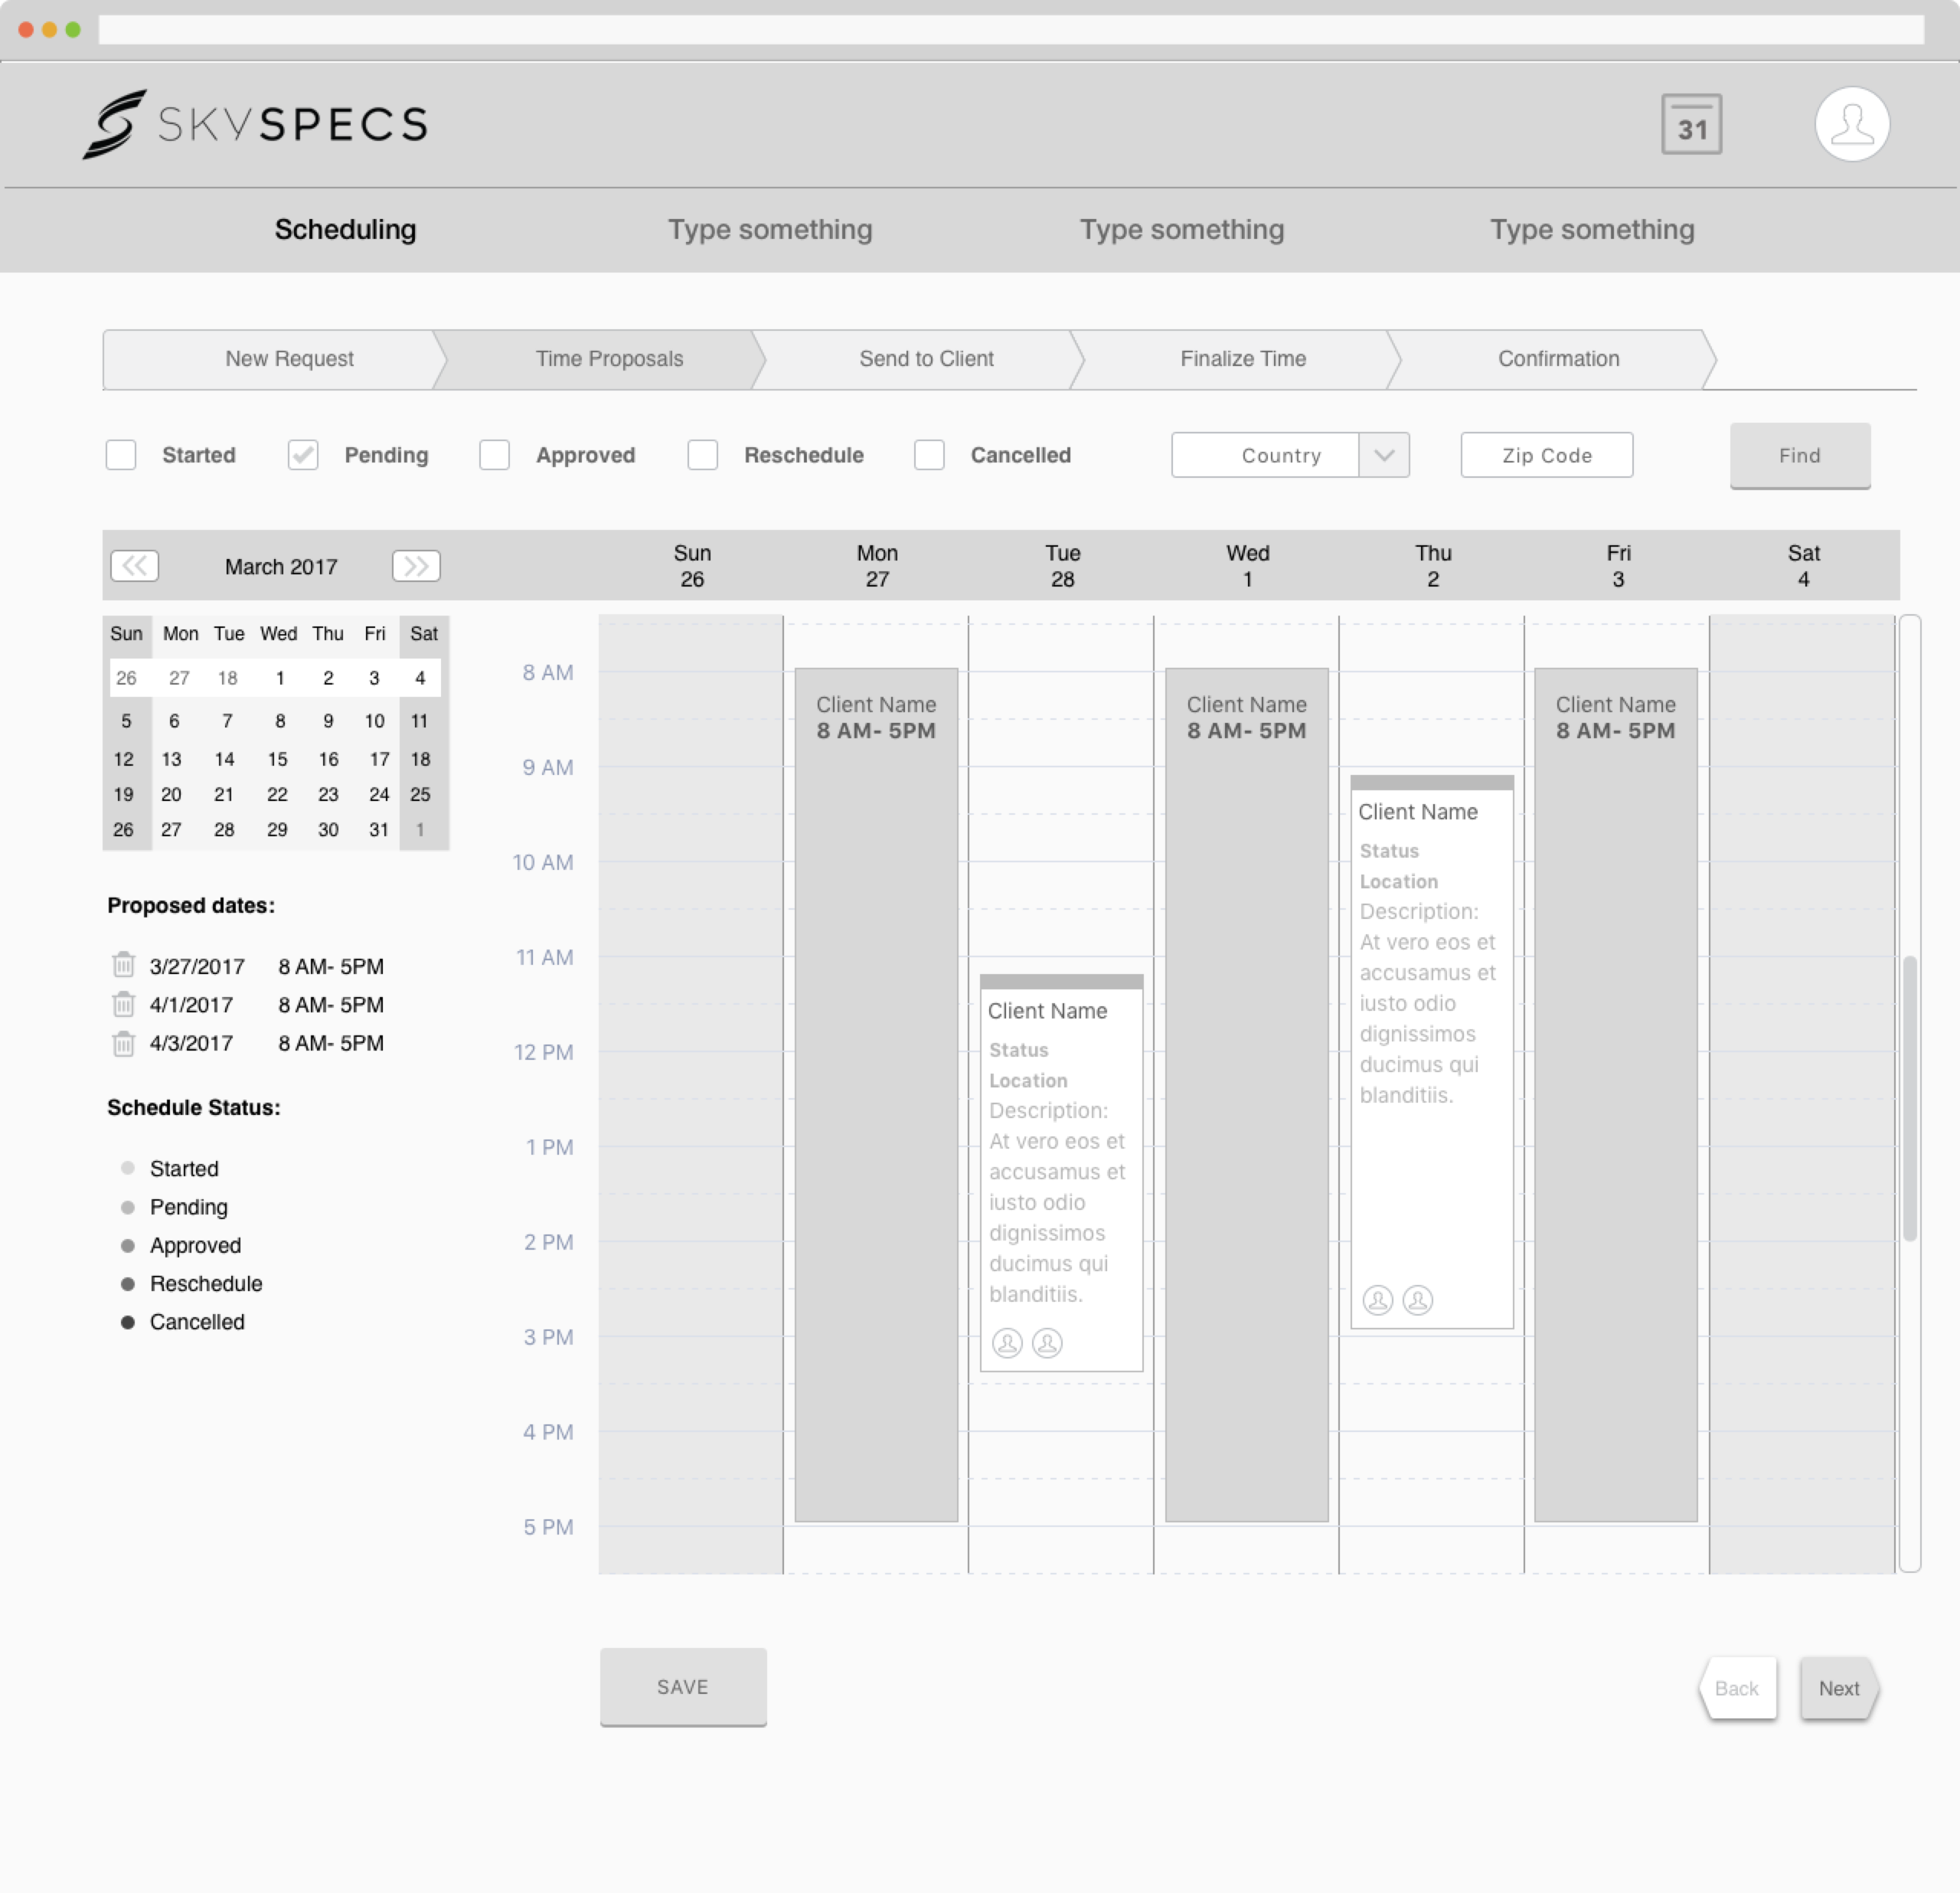 SKYSPECS
31
Scheduling Type something Type something Type something
New Request Time Proposals Send to Client Finalize Time Confirmation
Started Pending Approved Reschedule Cancelled Country Zip Code Find
March 2017
Sun Mon Tue Wed Thu Fri Sat
26 27 28 1 2 3 4
Sun Mon Tue Wed Thu Fri Sat
26 27 18 1 2 3 4
5 6 7 8 9 10 11
12 13 14 15 16 17 18
19 20 21 22 23 24 25
26 27 28 29 30 31 1
Proposed dates:
3/27/2017 8 AM- 5PM
4/1/2017 8 AM- 5PM
4/3/2017 8 AM- 5PM
Schedule Status:
Started
Pending
Approved
Reschedule
Cancelled
8 AM
9 AM
10 AM
11 AM
12 PM
1 PM
2 PM
3 PM
4 PM
5 PM
Client Name
8 AM- 5PM
Client Name
Status
Location
Description:
At vero eos et
accusamus et
iusto odio
dignissimos
ducimus qui
blanditiis.
Client Name
8 AM- 5PM
Client Name
Status
Location
Description:
At vero eos et
accusamus et
iusto odio
dignissimos
ducimus qui
blanditiis.
Client Name
8 AM- 5PM
SAVE
Back Next